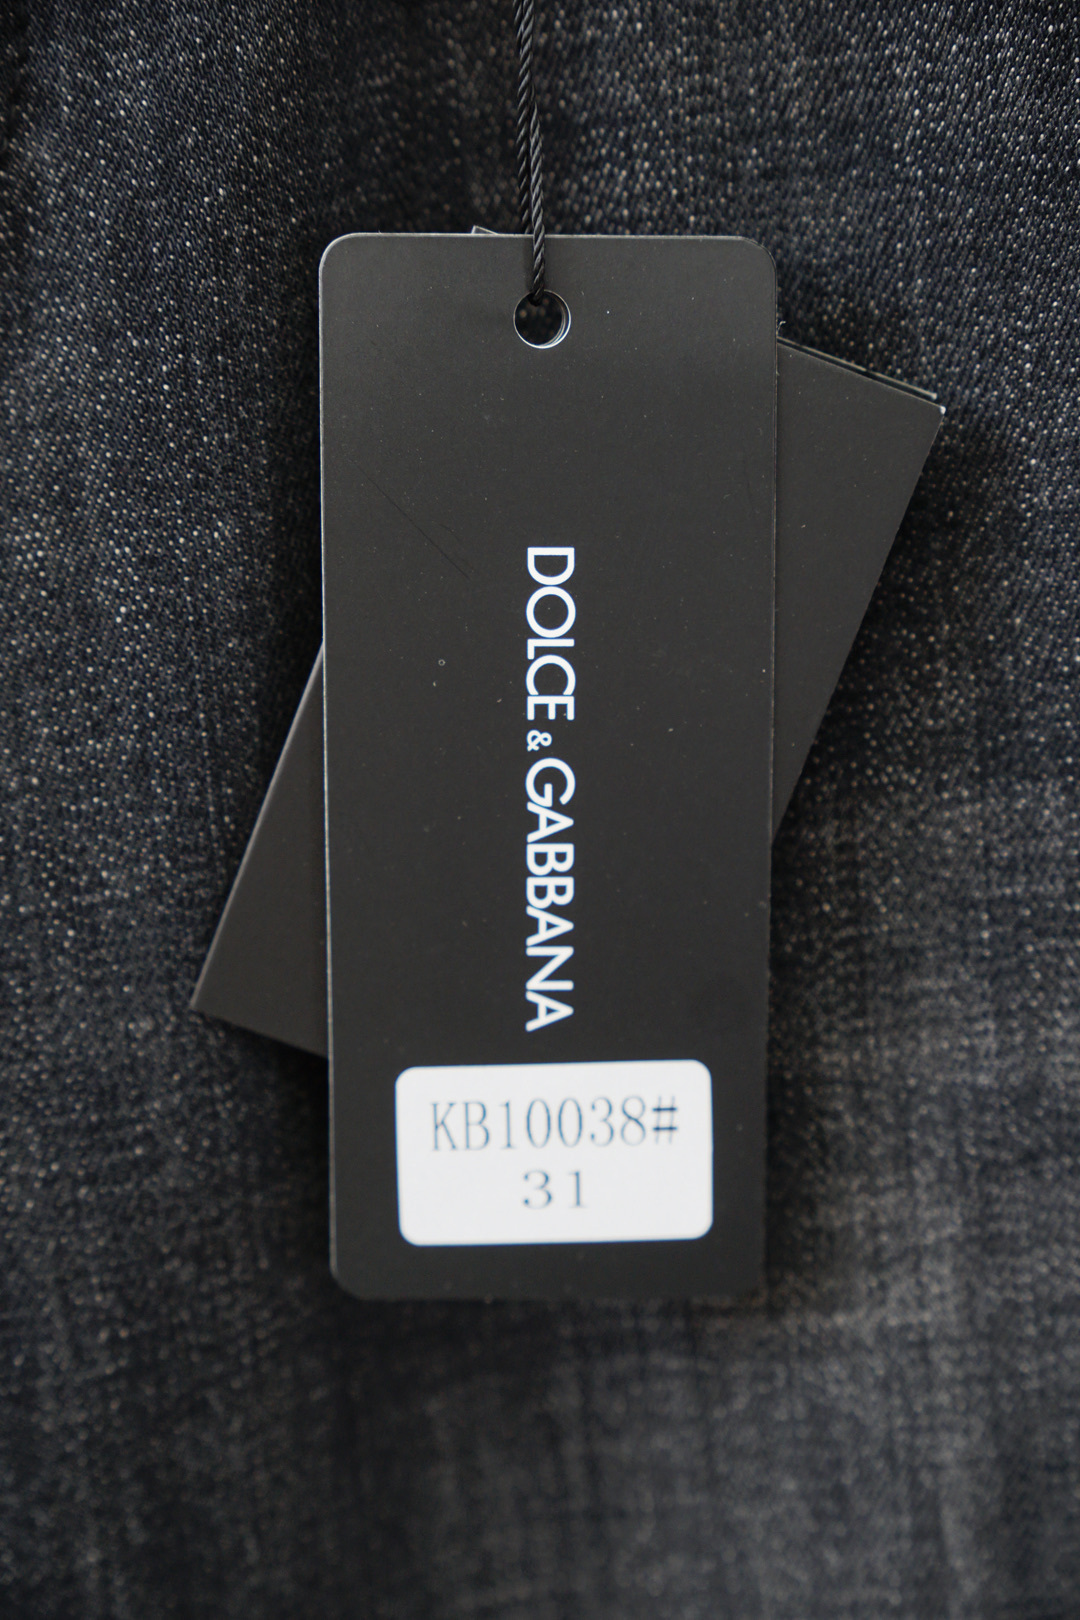 DOLCE & GABBANA
KB10038#
31